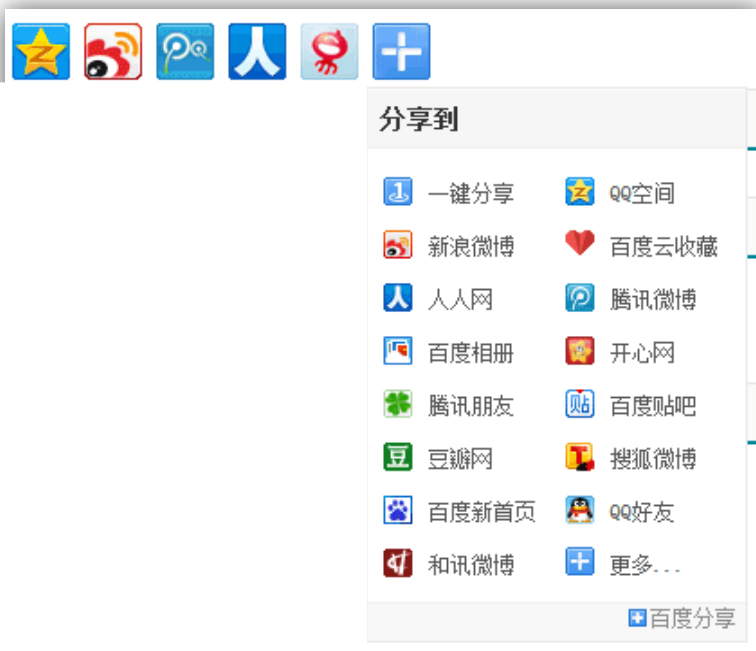 分享到
一键分享 QQ空间
新浪微博 百度云收藏
人人网 腾讯微博
百度相册 开心网
腾讯朋友 百度贴吧
豆瓣网 搜狐微博
百度新首页 QQ好友
和讯微博 更多...
百度分享